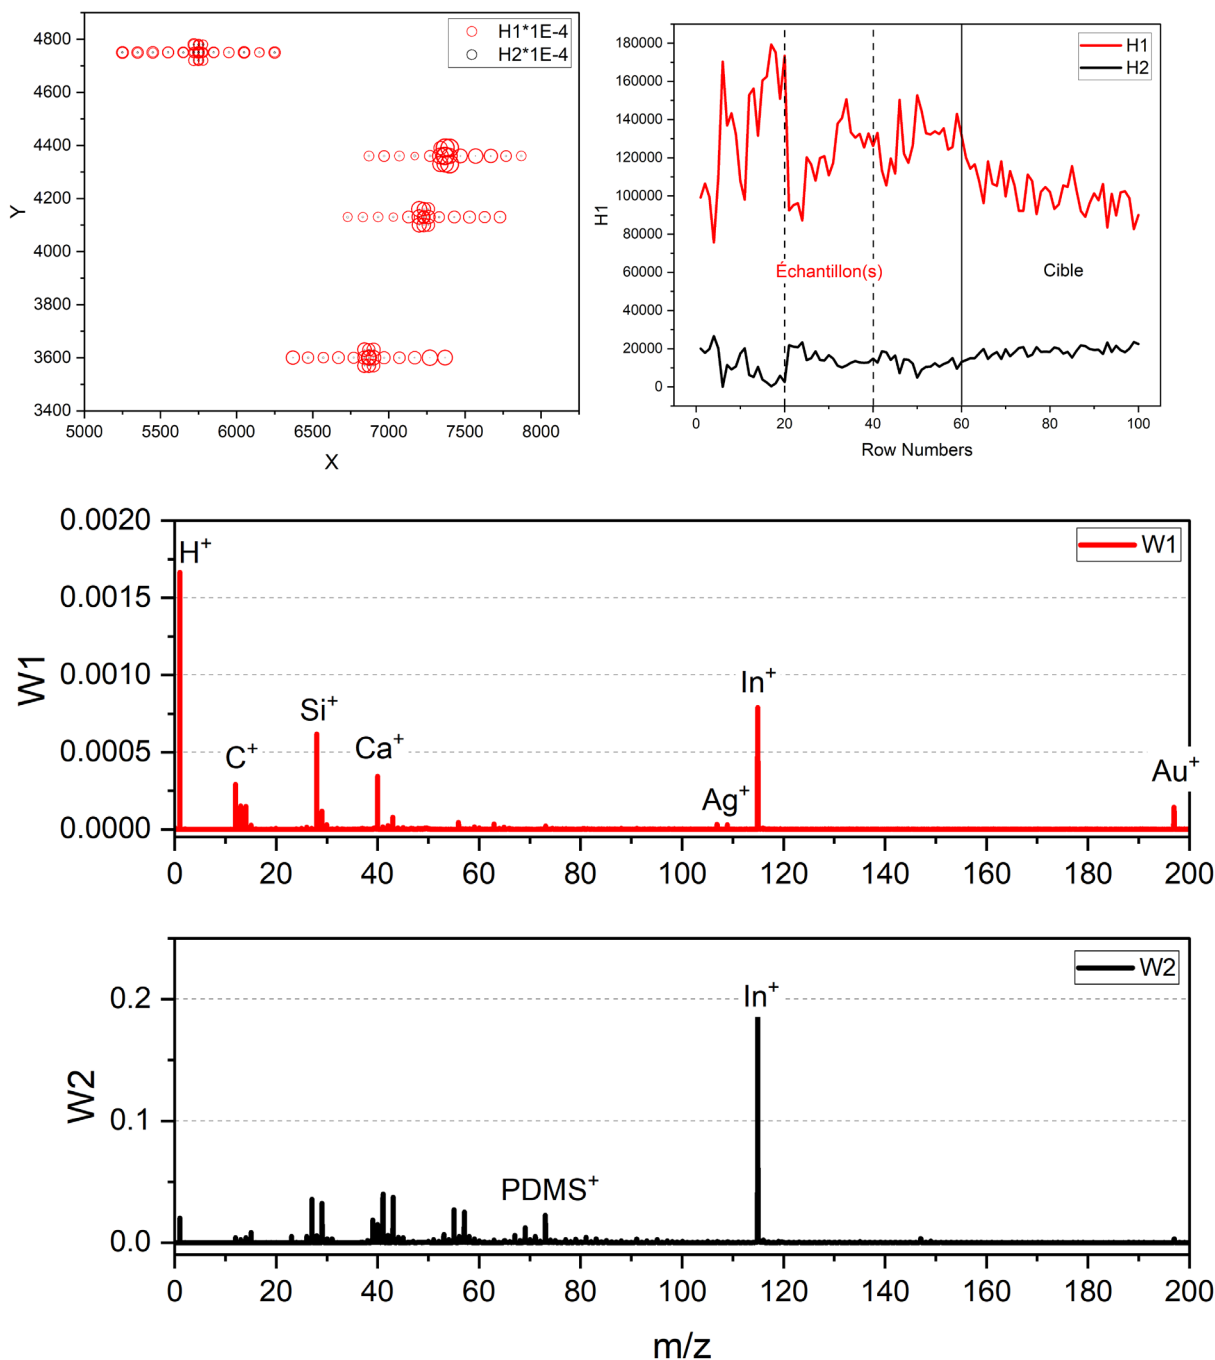 H1*1E-4
H2*1E-4
4800
4600
4400
4200
4000
3800
3600
3400
Y
5000 5500 6000 6500 7000 7500 8000
X
H1
H2
180000
160000
140000
120000
100000
80000
60000
40000
20000
0
H1
Échantillon(s)
Cible
0 20 40 60 80 100
Row Numbers
W1
0.0020
0.0015
0.0010
0.0005
0.0000
W1
H+
C+
Si+
Ca+
Ag+
In+
Au+
0 20 40 60 80 100 120 140 160 180 200
W2
0.2
0.1
0.0
W2
PDMS+
In+
0 20 40 60 80 100 120 140 160 180 200
m/z